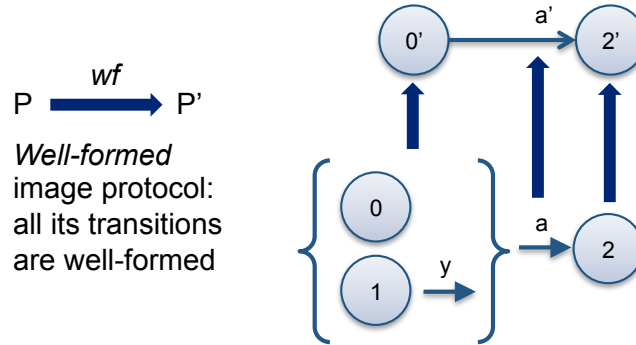 a'
0'
2'
wf
P P'
Well-formed
image protocol:
all its transitions
are well-formed
0
a
2
1
y